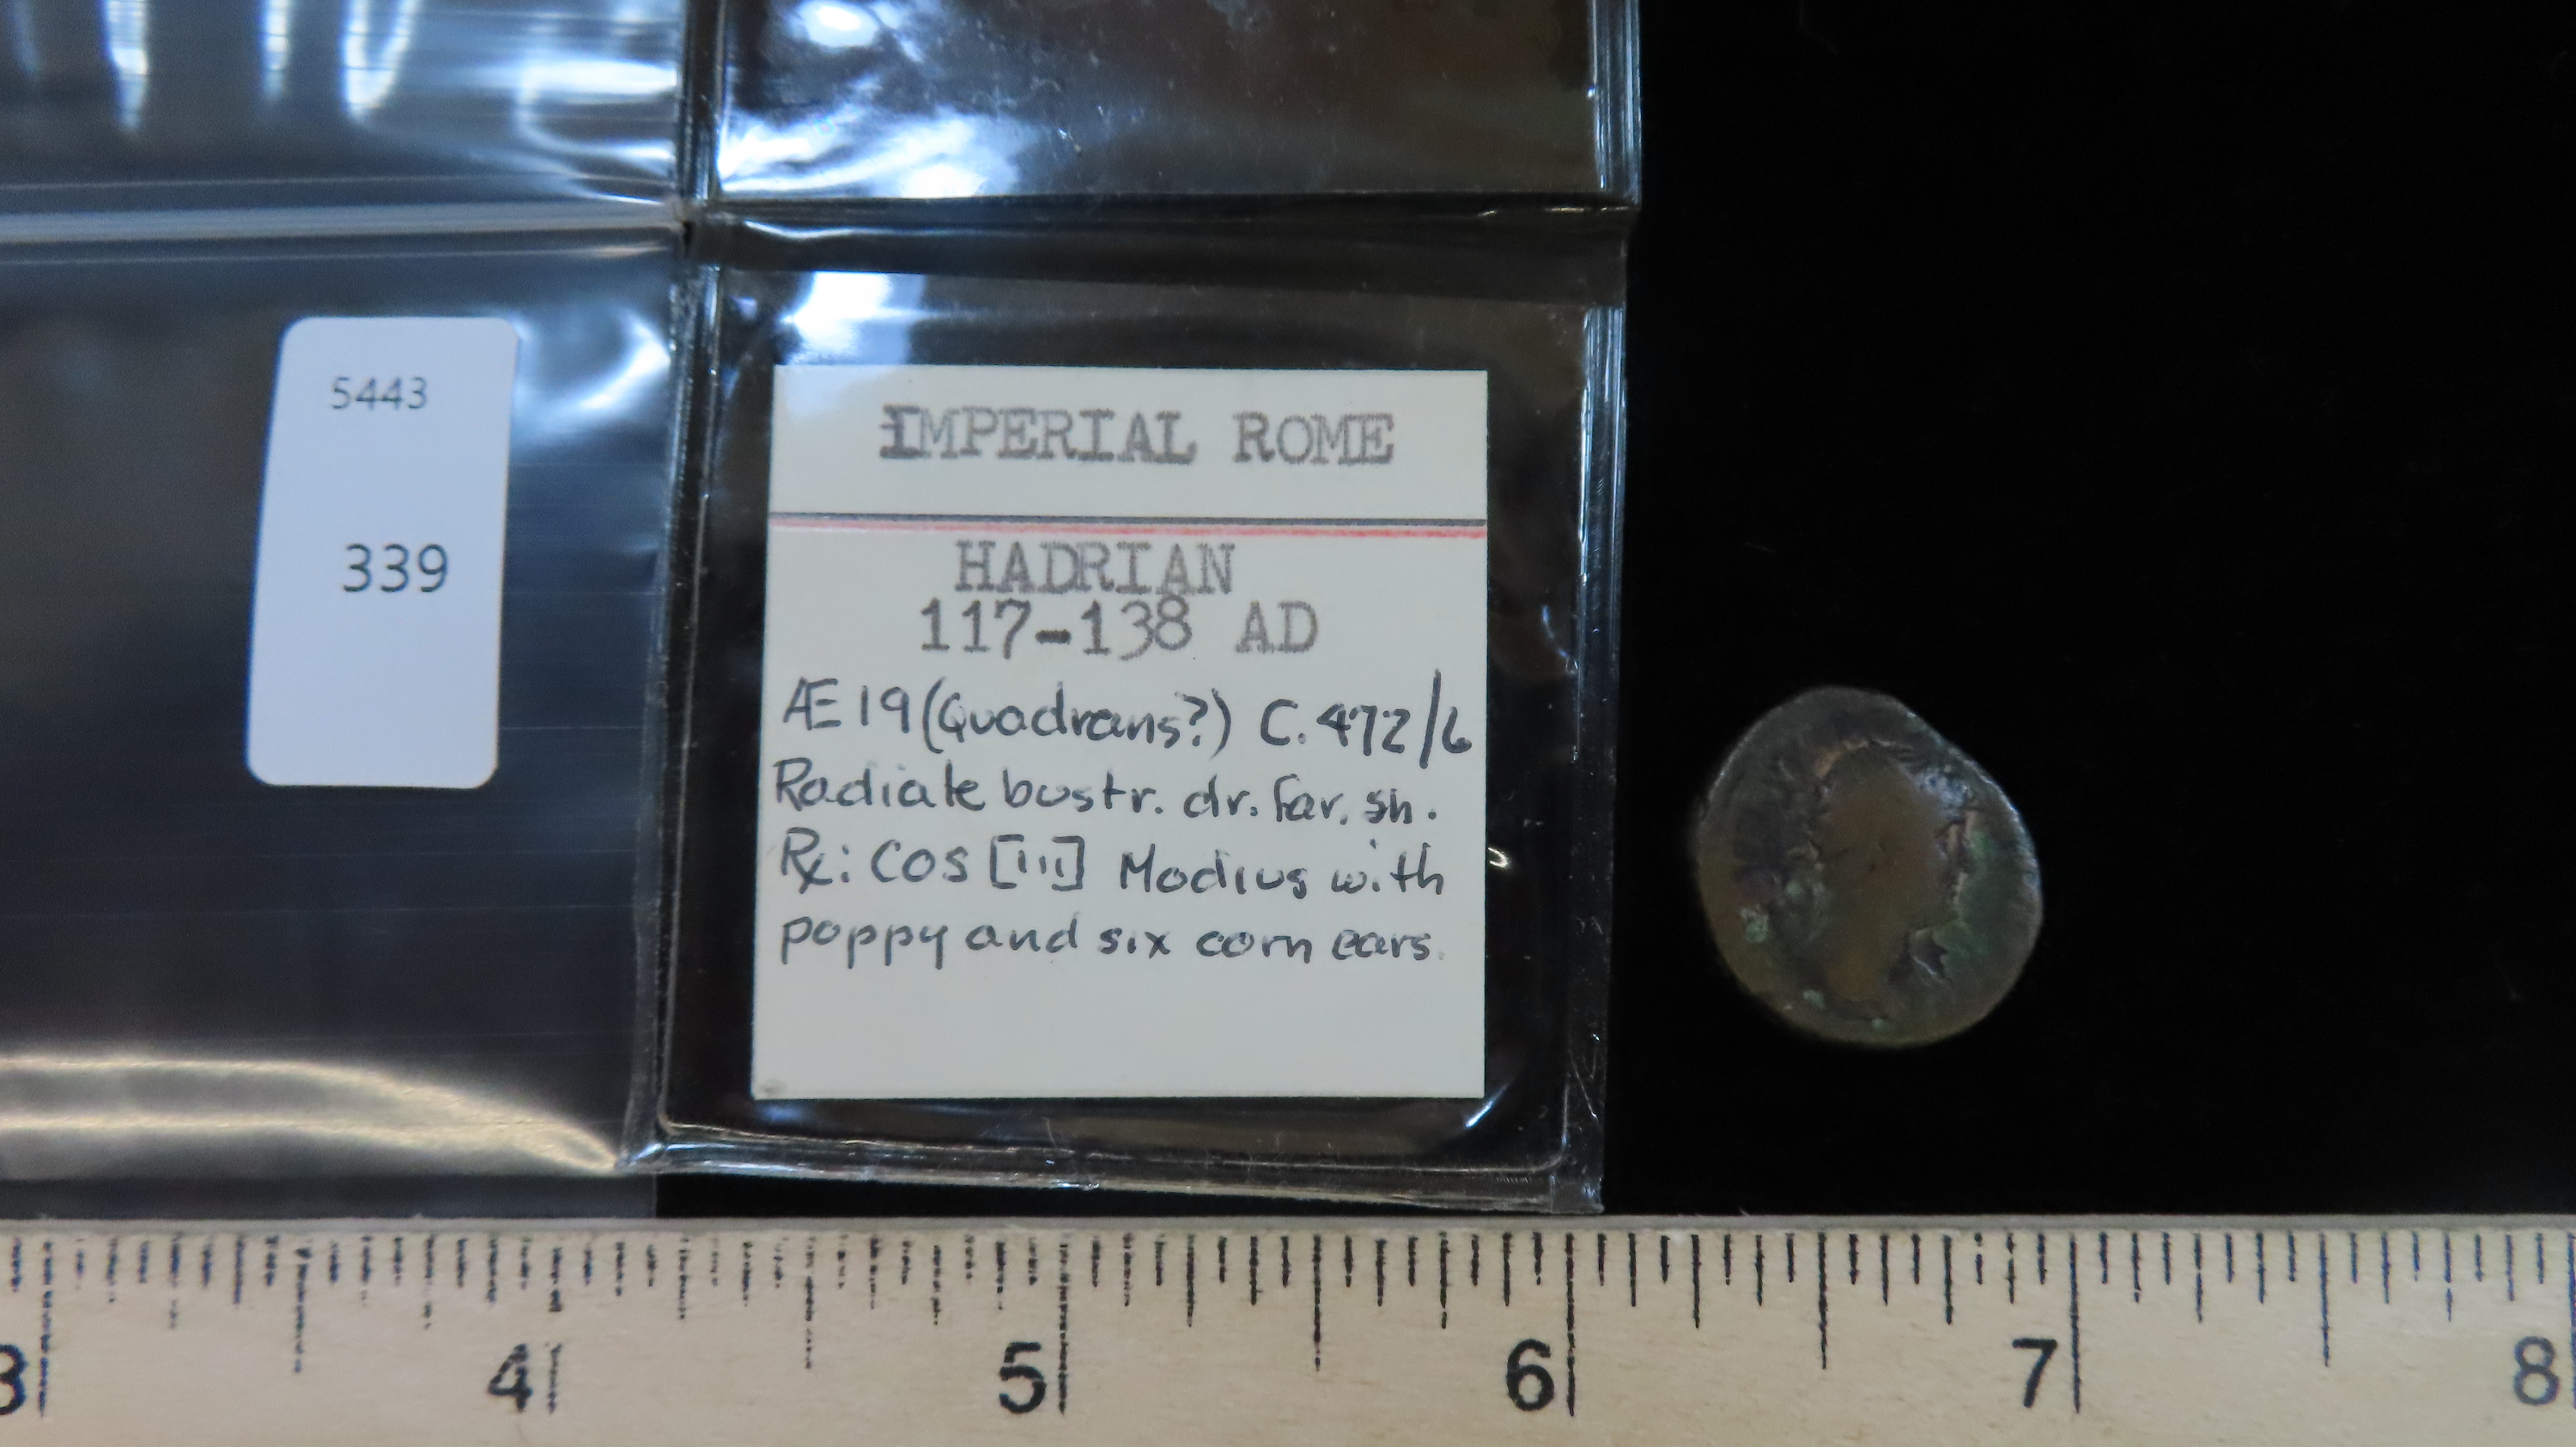 5443
339
IMPERIAL ROME
HADRIAN
117-138 AD
Æ19 (Quadrans?) C. 472/6
Radiate bust r. dr. far. sh.
Rx: COS [III] Modius with
poppy and six corn ears.
3 4 5 6 7 8